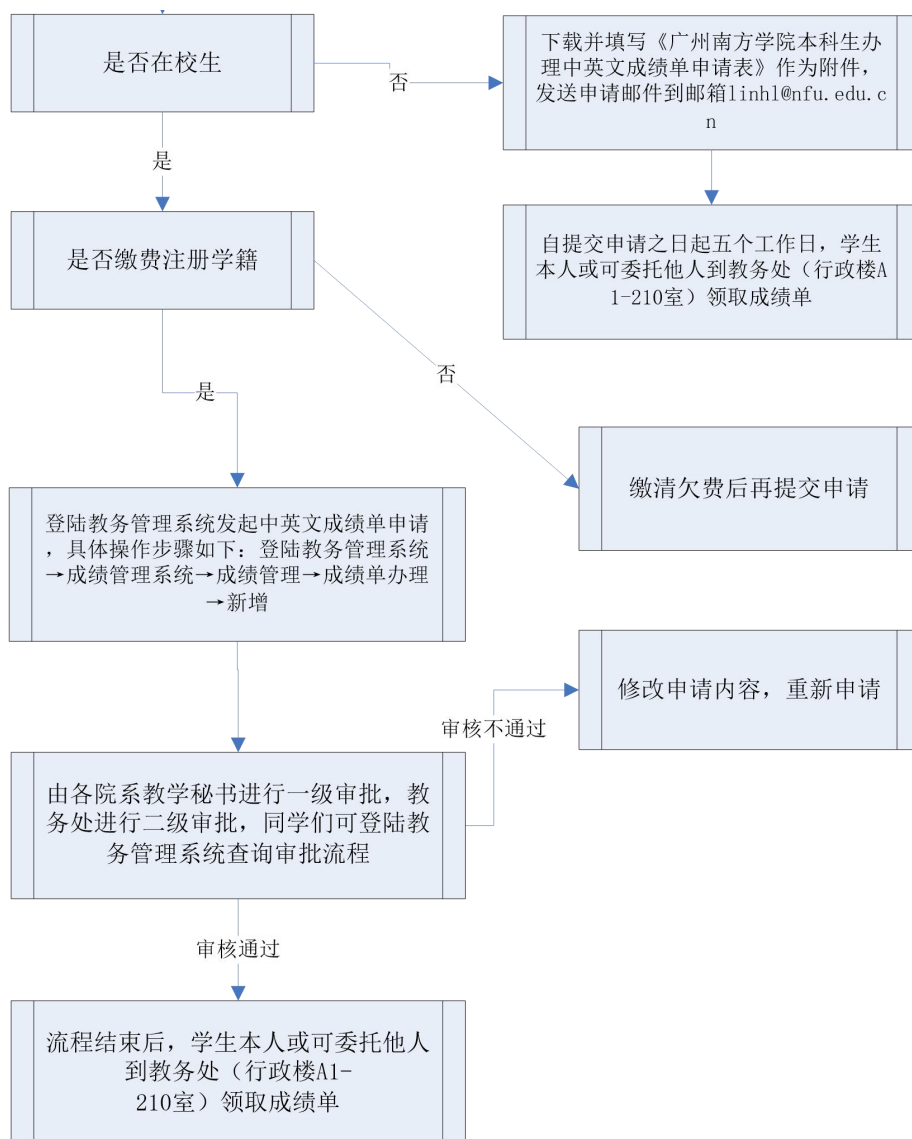 是否在校生
否
下载并填写《广州南方学院本科生办
理中英文成绩单申请表》作为附件，
发送申请邮件到邮箱linhl@nfu.edu.c
n
是
是否缴费注册学籍
自提交申请之日起五个工作日，学生
本人或可委托他人到教务处（行政楼A
1-210室）领取成绩单
否
是
缴清欠费后再提交申请
登陆教务管理系统发起中英文成绩单申请
，具体操作步骤如下：登陆教务管理系统
→成绩管理系统→成绩管理→成绩单办理
→新增
修改申请内容，重新申请
审核不通过
由各院系教学秘书进行一级审批，教
务处进行二级审批，同学们可登陆教
务管理系统查询审批流程
审核通过
流程结束后，学生本人或可委托他人
到教务处（行政楼A1-
210室）领取成绩单